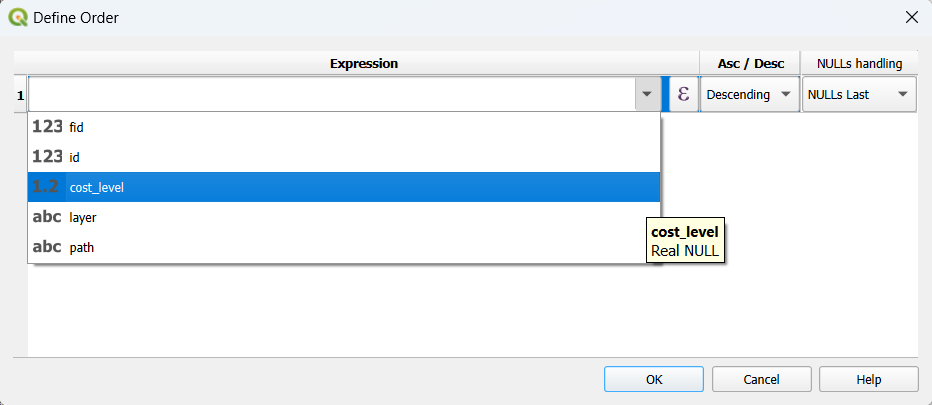 Define Order
Expression Asc / Desc NULLs handling
1 ε Descending NULLs Last
123 fid
123 id
1.2 cost_level
abc layer
abc path
cost_level
Real NULL
OK Cancel Help